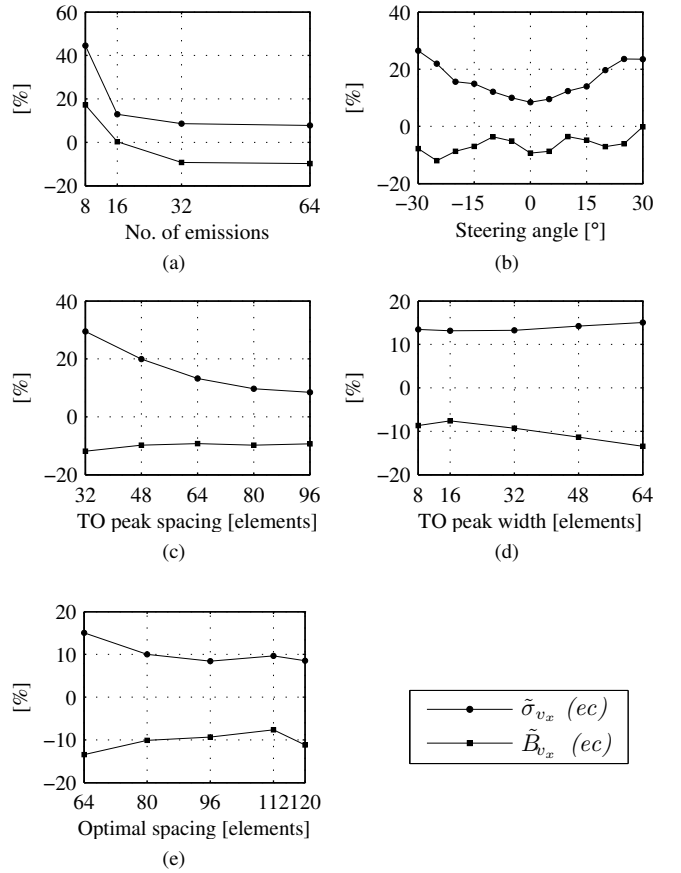 60
40
20
0
−20
[%]
8 16 32 64
No. of emissions
(a)
40
20
0
−20
[%]
−30 −15 0 15 30
Steering angle [°]
(b)
40
20
0
−20
[%]
32 48 64 80 96
TO peak spacing [elements]
(c)
20
10
0
−10
−20
[%]
8 16 32 48 64
TO peak width [elements]
(d)
20
10
0
−10
−20
[%]
64 80 96 112 120
Optimal spacing [elements]
(e)
σ̃_{v_x} (ec)
B̃_{v_x} (ec)